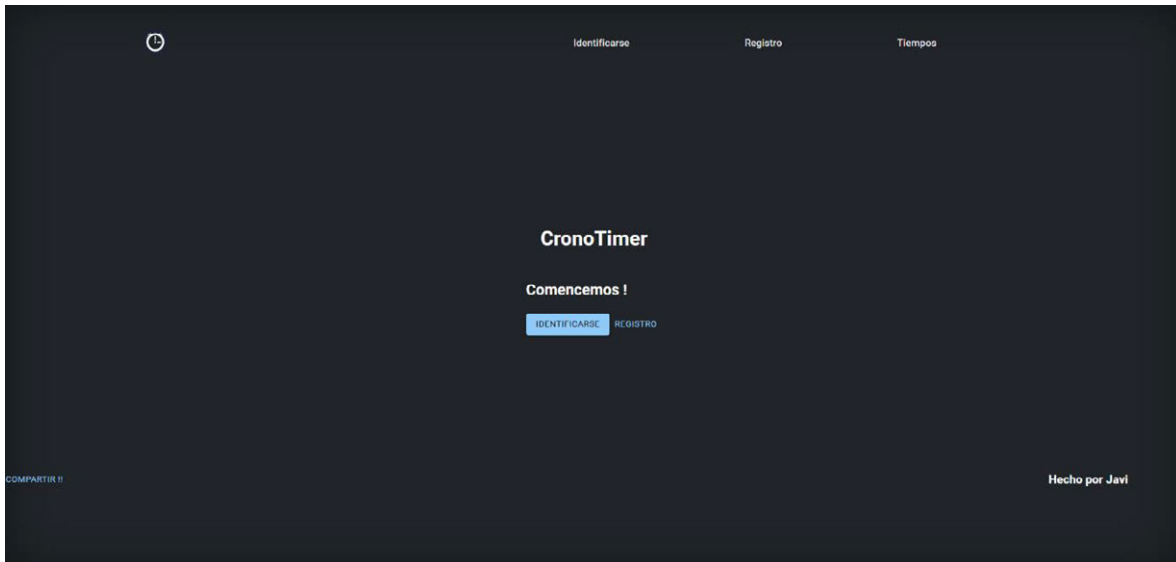 Identificarse Registro Tiempos
CronoTimer
Comencemos !
IDENTIFICARSE REGISTRO
COMPARTIR !! Hecho por Javi